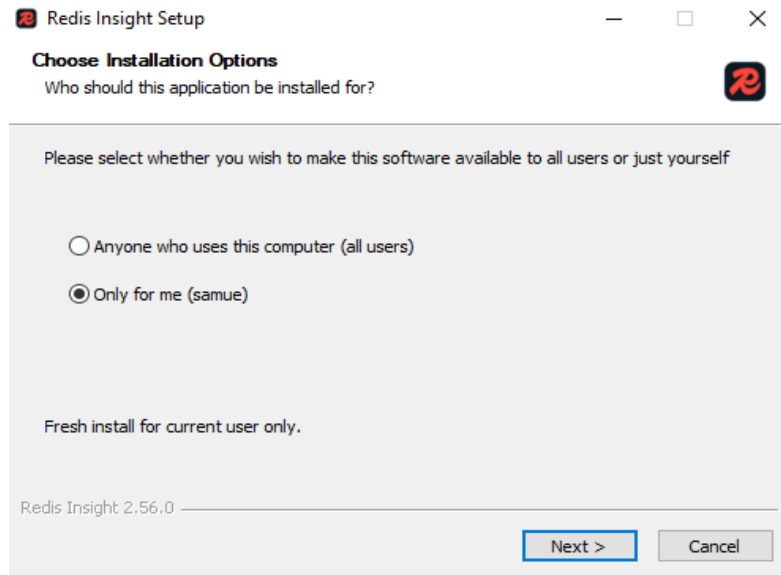 Redis Insight Setup
Choose Installation Options
Who should this application be installed for?
Please select whether you wish to make this software available to all users or just yourself
Anyone who uses this computer (all users)
Only for me (samue)
Fresh install for current user only.
Redis Insight 2.56.0
Next >
Cancel